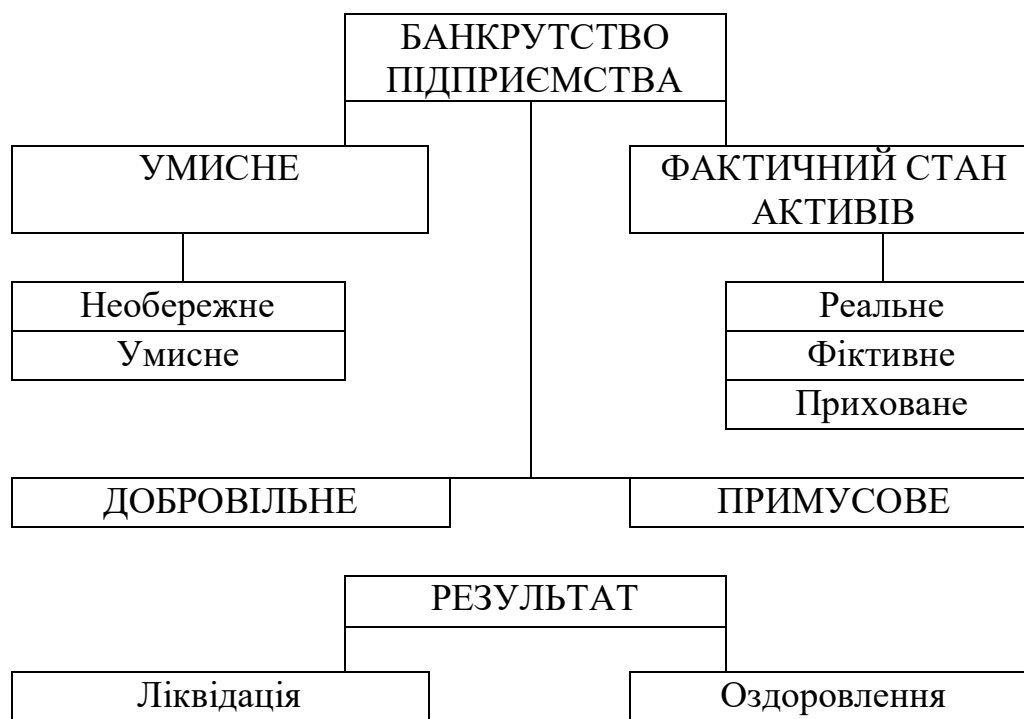 БАНКРУТСТВО
ПІДПРИЄМСТВА
УМИСНЕ
ФАКТИЧНИЙ СТАН
АКТИВІВ
Необережне
Умисне
Реальне
Фіктивне
Приховане
ДОБРОВІЛЬНЕ
ПРИМУСОВЕ
РЕЗУЛЬТАТ
Ліквідація
Оздоровлення